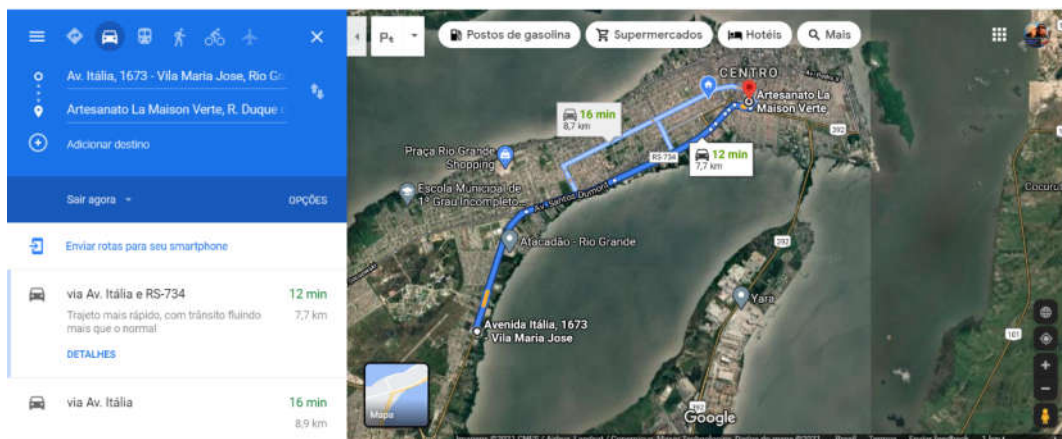 Av. Itália, 1673 - Vila Maria Jose, Rio
Artesanato La Maison Verte, R. Duque
Adicionar destino
Sair agora
OPÇÕES
Enviar rotas para seu smartphone
via Av. Itália e RS-734
12 min
Trajeto mais rápido, com trânsito fluindo
7,7 km
mais que o normal
DETALHES
via Av. Itália
16 min
8,9 km
Postos de gasolina
Supermercados
Hotéis
Mais
CENTRO
Artesanato La
Maison Verte
16 min
8,7 km
392
RS-734
12 min
7,7 km
Praça Rio Grande
Shopping
Escola Municipal de
1º Grau Incompleto...
Av. Santos Dumont
Atacadão - Rio Grande
392
Yara
Avenida Itália, 1673
- Vila Maria Jose
101
Mapa
392
Google